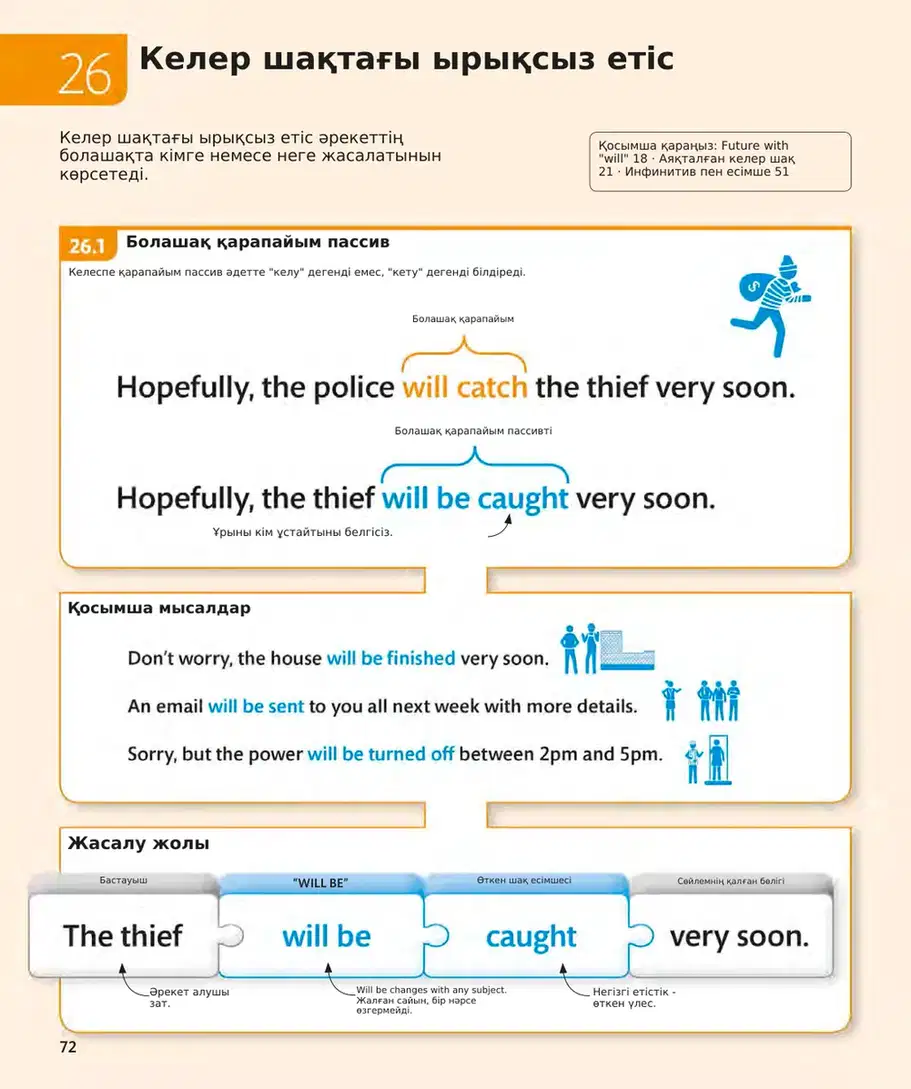 26
Келер шақтағы ырықсыз етіс
Келер шақтағы ырықсыз етіс әрекеттің
болашақта кімге немесе неге жасалатынын
көрсетеді.
Қосымша қараңыз: Future with
"will" 18 · Аяқталған келер шақ
21 · Инфинитив пен есімше 51
26.1
Болашақ қарапайым пассив
Келеспе қарапайым пассив әдетте "келу" дегенді емес, "кету" дегенді білдіреді.
Болашақ қарапайым
Hopefully, the police will catch the thief very soon.
Болашақ қарапайым пассивті
Hopefully, the thief will be caught very soon.
Ұрыны кім ұстайтыны белгісіз.
Қосымша мысалдар
Don't worry, the house will be finished very soon.
An email will be sent to you all next week with more details.
Sorry, but the power will be turned off between 2pm and 5pm.
Жасалу жолы
Бастауыш
"WILL BE"
Өткен шақ есімшесі
Сөйлемнің қалған бөлігі
The thief
will be
caught
very soon.
Әрекет алушы
зат.
Will be changes with any subject.
Жалған сайын, бір нәрсе
өзгермейді.
Негізгі етістік -
өткен үлес.
72